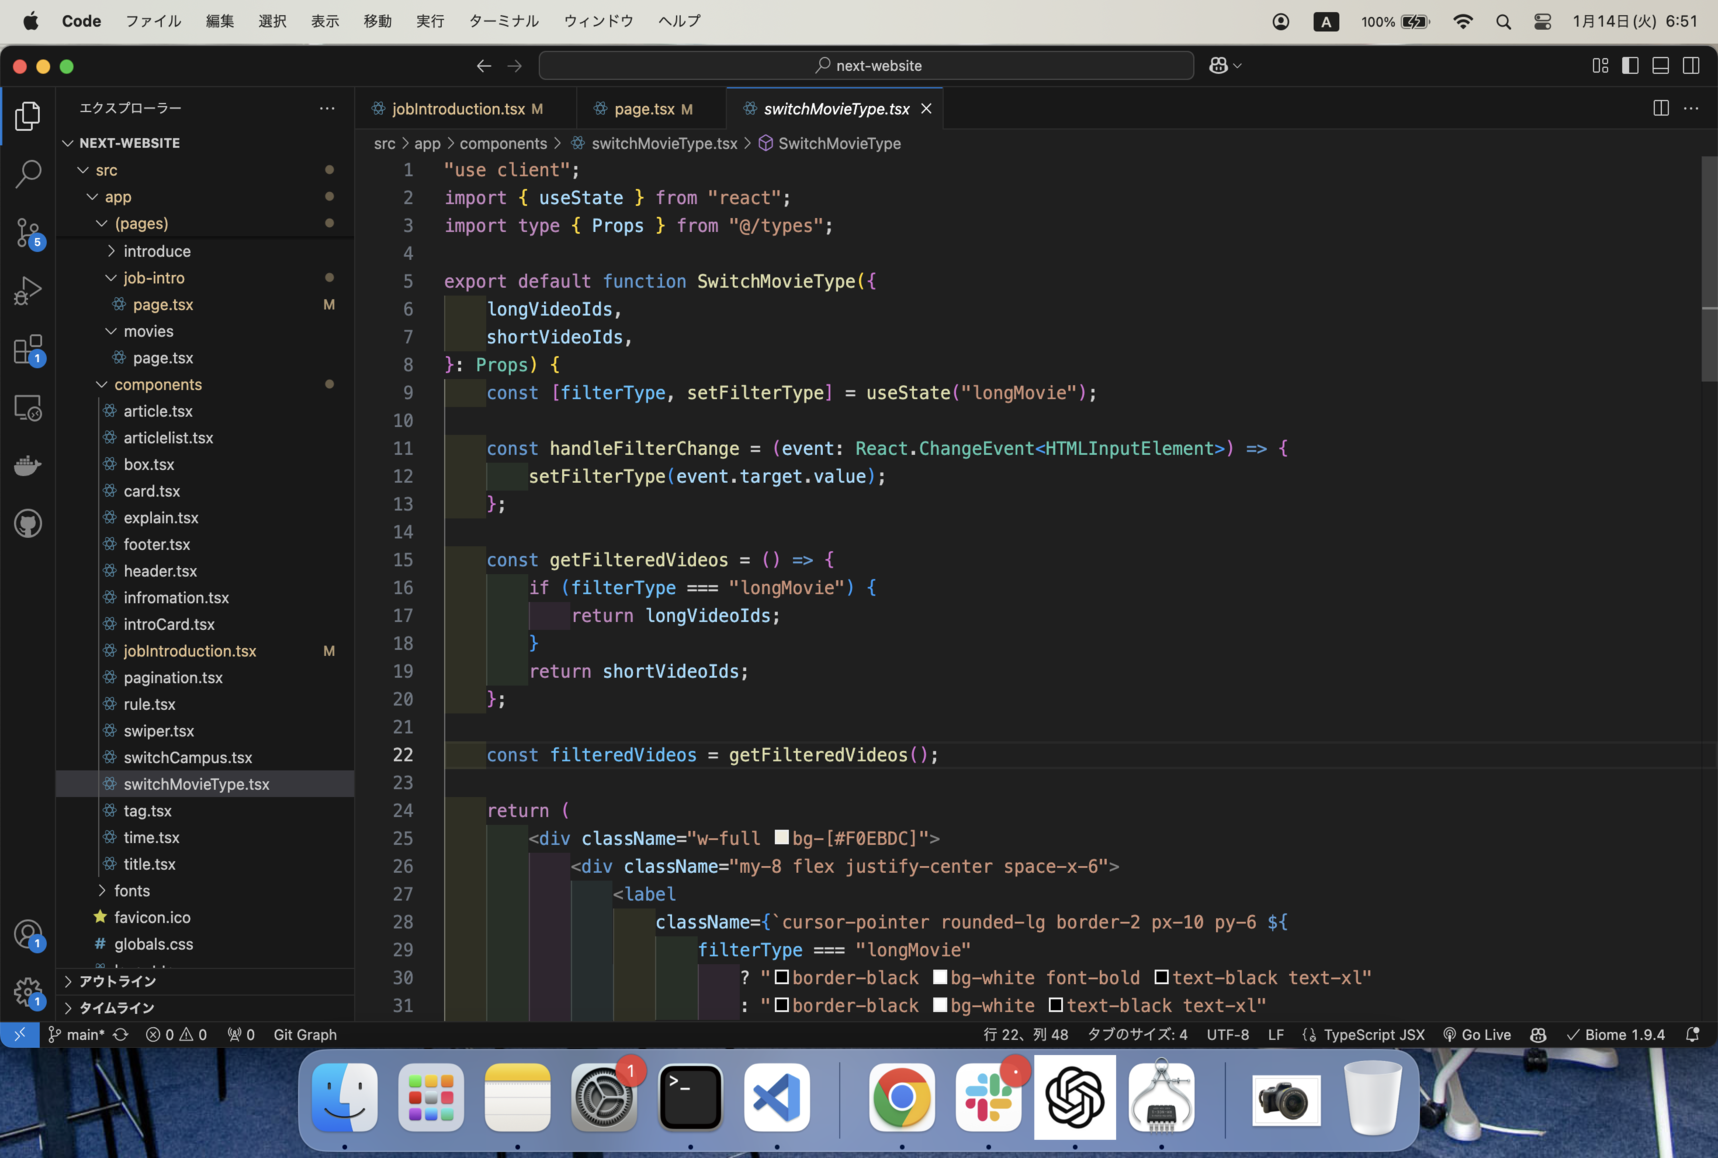 Code ファイル 編集 選択 表示 移動 実行 ターミナル ウィンドウ ヘルプ A 100% 1月14日(火) 6:51
next-website
エクスプローラー
NEXT-WEBSITE
src
app
(pages)
introduce
job-intro
page.tsx M
movies
page.tsx
components
article.tsx
articlelist.tsx
box.tsx
card.tsx
explain.tsx
footer.tsx
header.tsx
infromation.tsx
introCard.tsx
jobIntroduction.tsx M
pagination.tsx
rule.tsx
swiper.tsx
switchCampus.tsx
switchMovieType.tsx
tag.tsx
time.tsx
title.tsx
fonts
favicon.ico
# globals.css
アウトライン
タイムライン
5
1
1
1
jobIntroduction.tsx M page.tsx M switchMovieType.tsx
src > app > components > switchMovieType.tsx > SwitchMovieType
1 "use client";
2 import { useState } from "react";
3 import type { Props } from "@/types";
4
5 export default function SwitchMovieType({
6 longVideoIds,
7 shortVideoIds,
8 }: Props) {
9 const [filterType, setFilterType] = useState("longMovie");
10
11 const handleFilterChange = (event: React.ChangeEvent<HTMLInputElement>) => {
12 setFilterType(event.target.value);
13 };
14
15 const getFilteredVideos = () => {
16 if (filterType === "longMovie") {
17 return longVideoIds;
18 }
19 return shortVideoIds;
20 };
21
22 const filteredVideos = getFilteredVideos();
23
24 return (
25 <div className="w-full bg-[#F0EBDC]">
26 <div className="my-8 flex justify-center space-x-6">
27 <label
28 className={`cursor-pointer rounded-lg border-2 px-10 py-6 ${
29 filterType === "longMovie"
30 ? "border-black bg-white font-bold text-black text-xl"
31 : "border-black bg-white text-black text-xl"
main* 0 0 0 Git Graph 行 22、列 48 タブのサイズ: 4 UTF-8 LF {} TypeScript JSX Go Live Biome 1.9.4
1